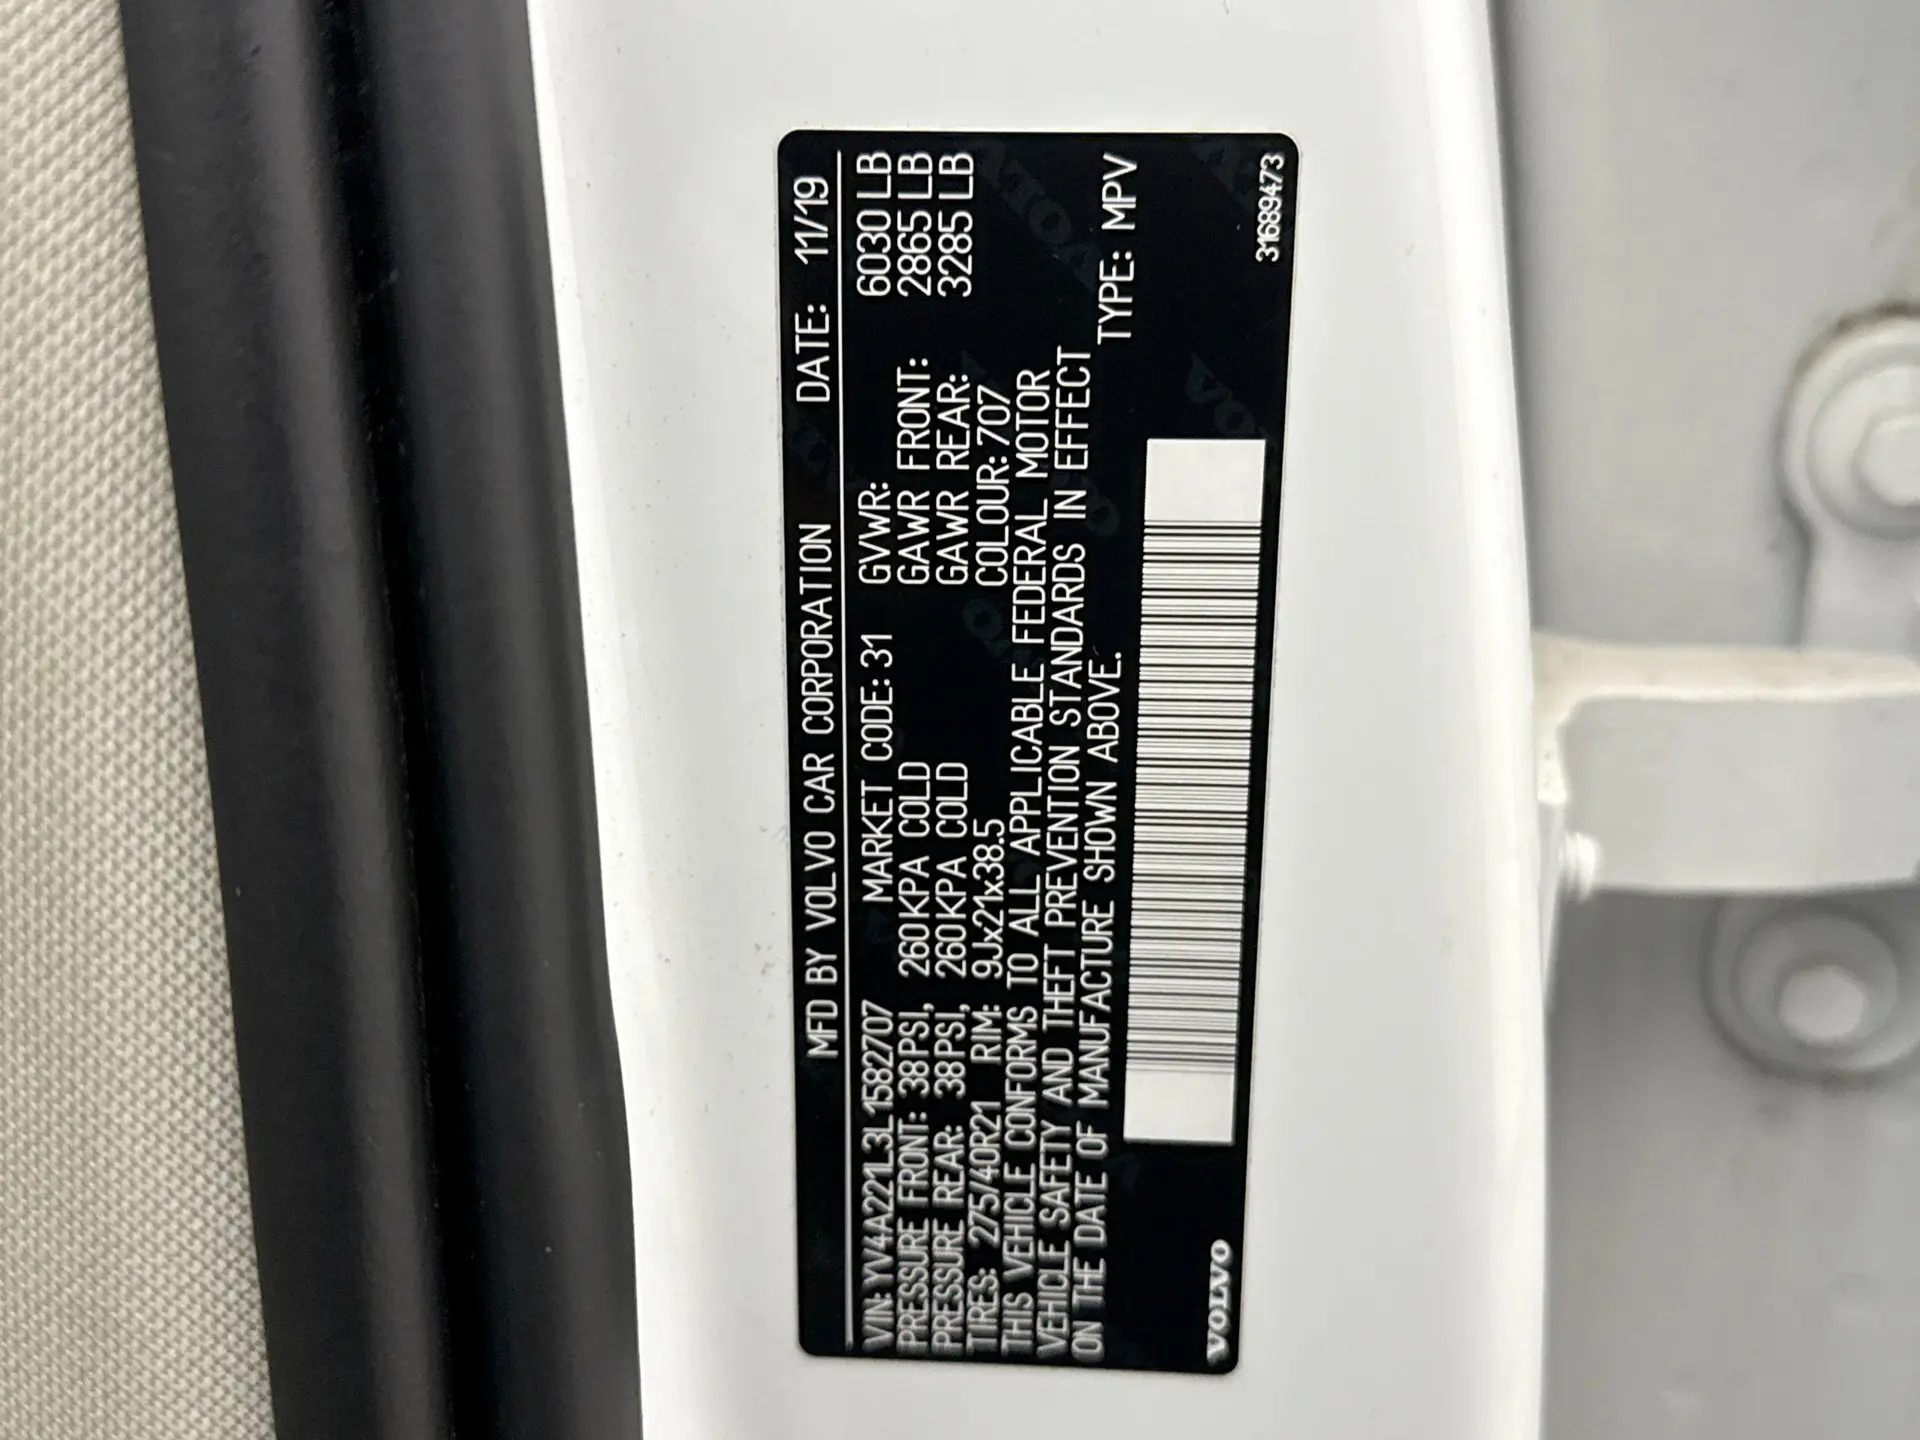 MFD BY VOLVO CAR CORPORATION DATE: 11/19
VIN: YV4A221L3L1582707 MARKET CODE: 31 GVWR: 6030 LB
PRESSURE FRONT: 38PSI, 260KPA COLD GAWR FRONT: 2865 LB
PRESSURE REAR: 38PSI, 260KPA COLD GAWR REAR: 3285 LB
TIRES: 275/40R21 RIM: 9Jx21x38.5 COLOUR: 707
THIS VEHICLE CONFORMS TO ALL APPLICABLE FEDERAL MOTOR
VEHICLE SAFETY AND THEFT PREVENTION STANDARDS IN EFFECT
ON THE DATE OF MANUFACTURE SHOWN ABOVE. TYPE: MPV
VOLVO 31689473